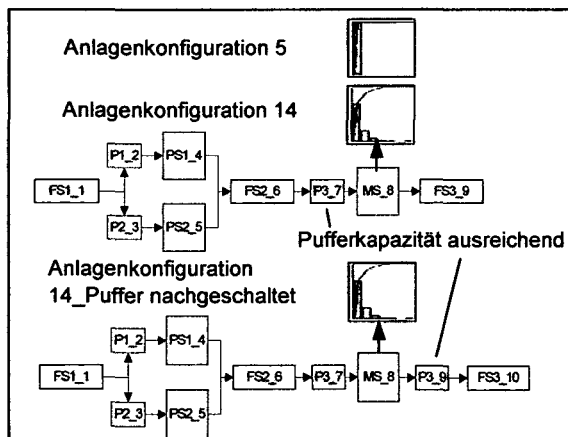 Anlagenkonfiguration 5
Anlagenkonfiguration 14
P1_2
PS1_4
FS1_1
FS2_6
P3_7
MS_8
FS3_9
P2_3
PS2_5
Pufferkapazität ausreichend
Anlagenkonfiguration
14_Puffer nachgeschaltet
P1_2
PS1_4
FS1_1
FS2_6
P3_7
MS_8
P3_9
FS3_10
P2_3
PS2_5